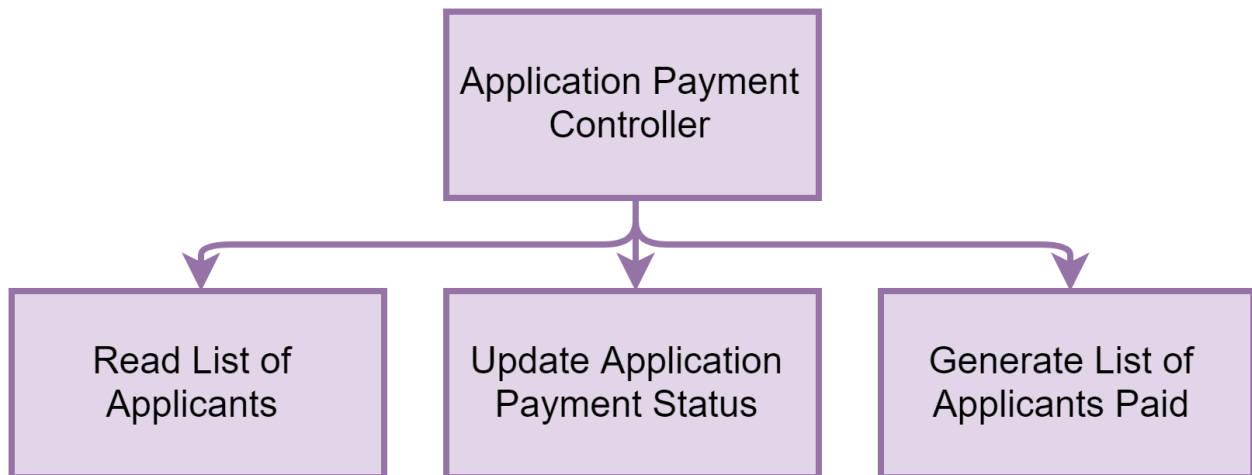 Application Payment
Controller
Read List of
Applicants
Update Application
Payment Status
Generate List of
Applicants Paid